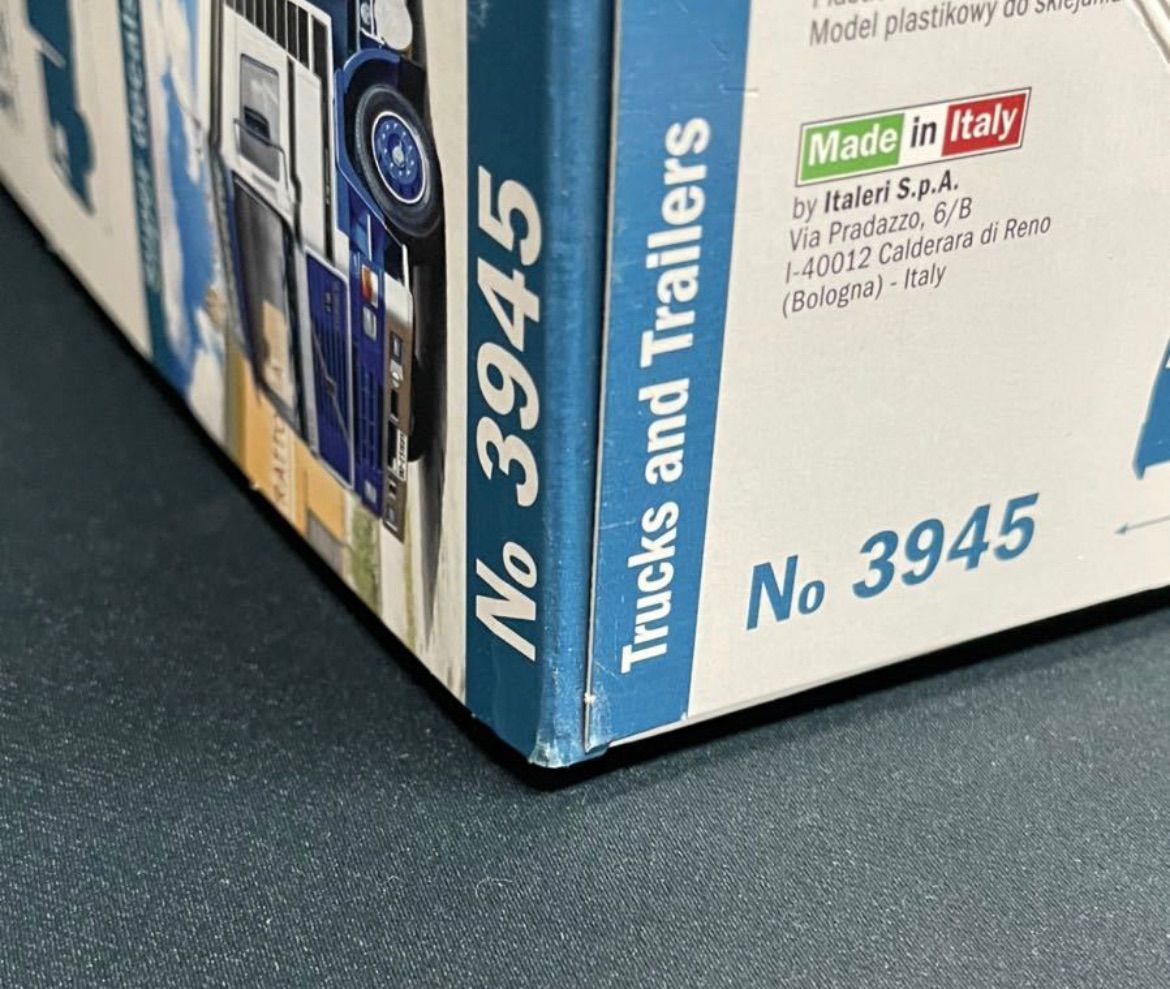 No 3945
Trucks and Trailers
Model plastikowy do sklejania
Made in Italy
by Italeri S.p.A.
Via Pradazzo, 6/B
I-40012 Calderara di Reno
(Bologna) - Italy
No 3945